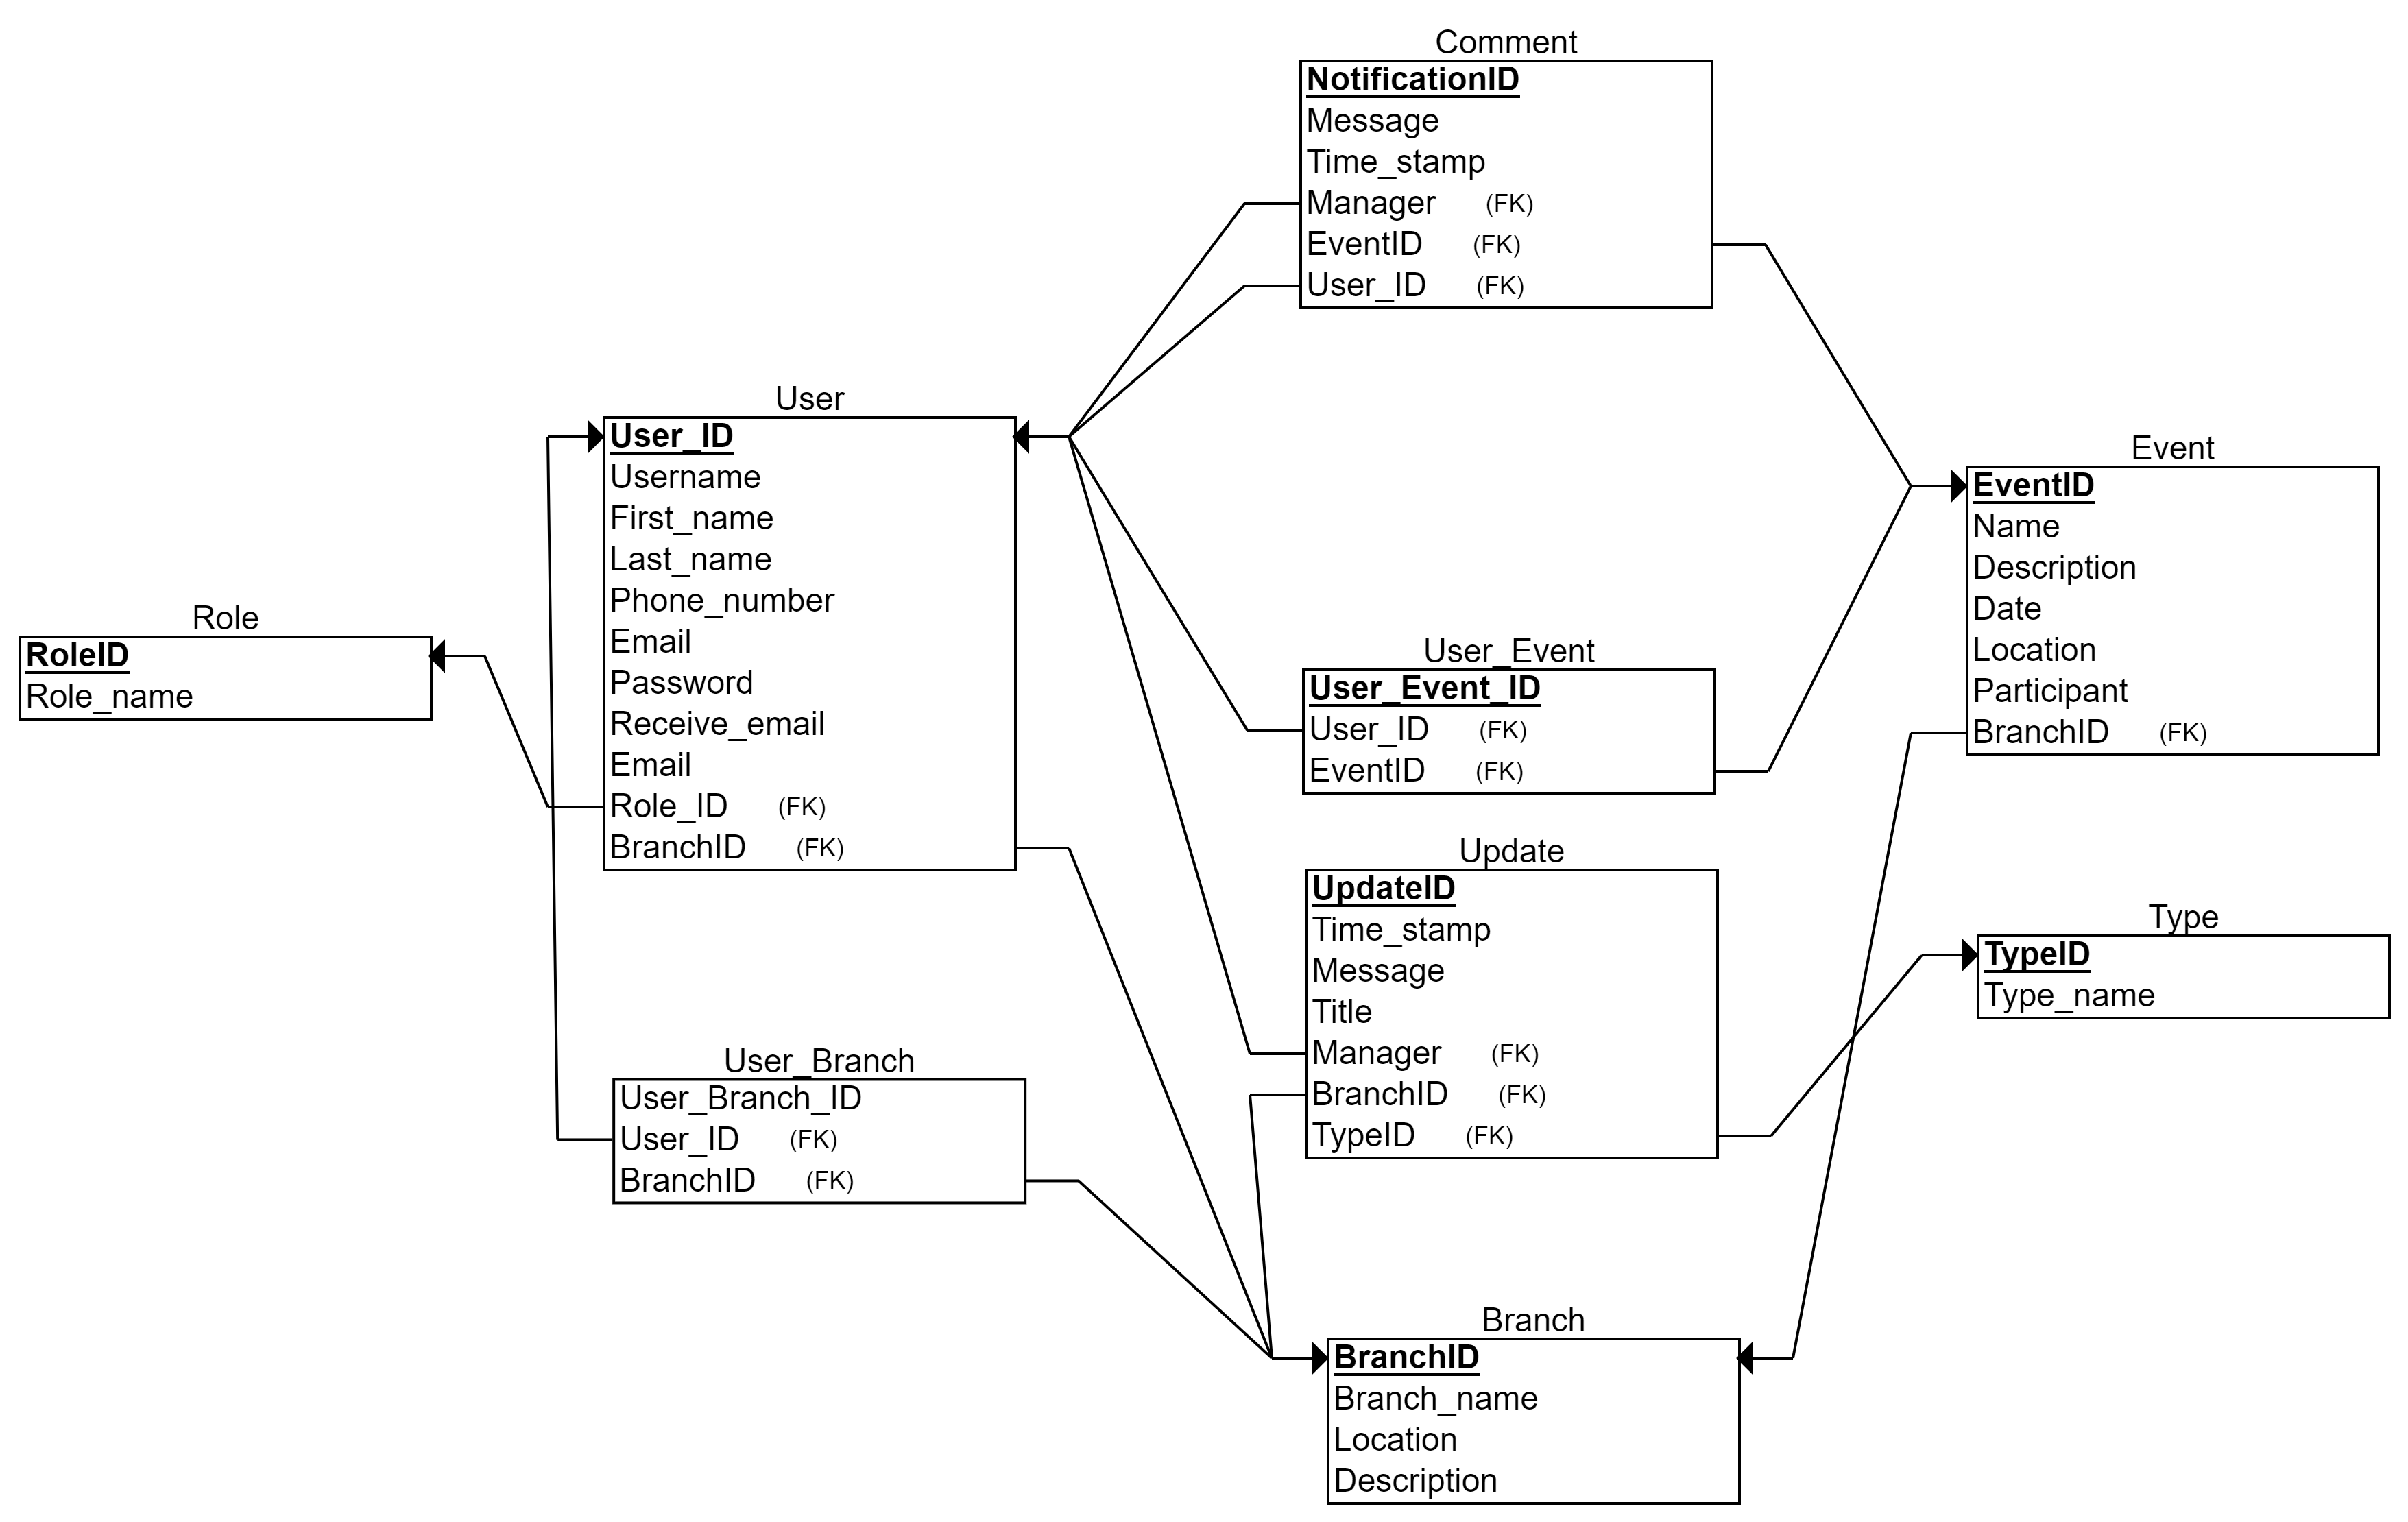 Comment
NotificationID
Message
Time_stamp
Manager (FK)
EventID (FK)
User_ID (FK)
User
User_ID
Username
First_name
Last_name
Phone_number
Email
Password
Receive_email
Email
Role_ID (FK)
BranchID (FK)
Event
EventID
Name
Description
Date
Location
Participant
BranchID (FK)
Role
RoleID
Role_name
User_Event
User_Event_ID
User_ID (FK)
EventID (FK)
Update
UpdateID
Time_stamp
Message
Title
Manager (FK)
BranchID (FK)
TypeID (FK)
Type
TypeID
Type_name
User_Branch
User_Branch_ID
User_ID (FK)
BranchID (FK)
Branch
BranchID
Branch_name
Location
Description